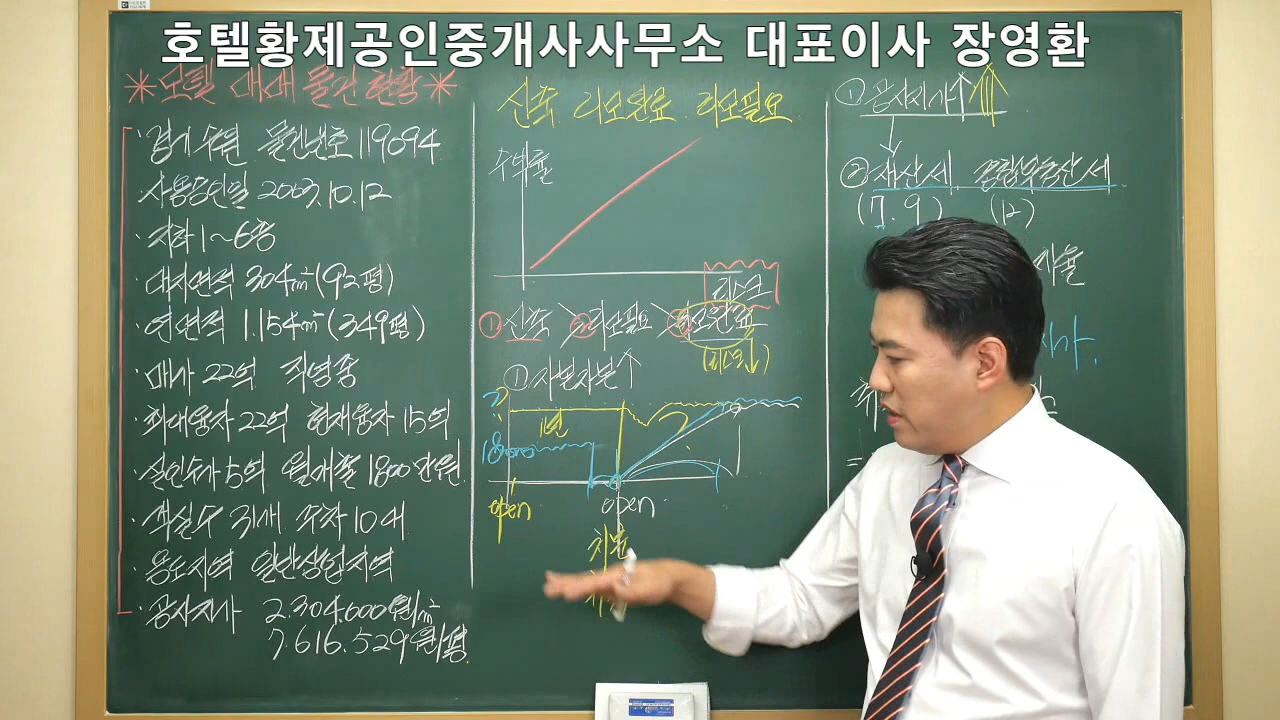 호텔황제공인중개사사무소 대표이사 장영환
*모텔 매매 물건 현황*
·경기 수원 물건번호 119094
·사용승인일 2003.10.12
·지하1~6층
·대지면적 304㎡(92평)
·연면적 1.154㎡(349평)
·매가 22억 직영중
·최대융자 22억 현재융자 15억
·실인수가 5억 월매출 1800만원
·객실수 31개 주차 10대
·용도지역 일반상업지역
·공시지가 2.304.000원/㎡
7.616.529원/평
신축 리모완료 리모필요
수익률
리스크
①신축>②리모필요>③리모완료
①자본
1년
1800
open
open
①공시지가↑
②재산세 종합부동산세
(7.9) (12)